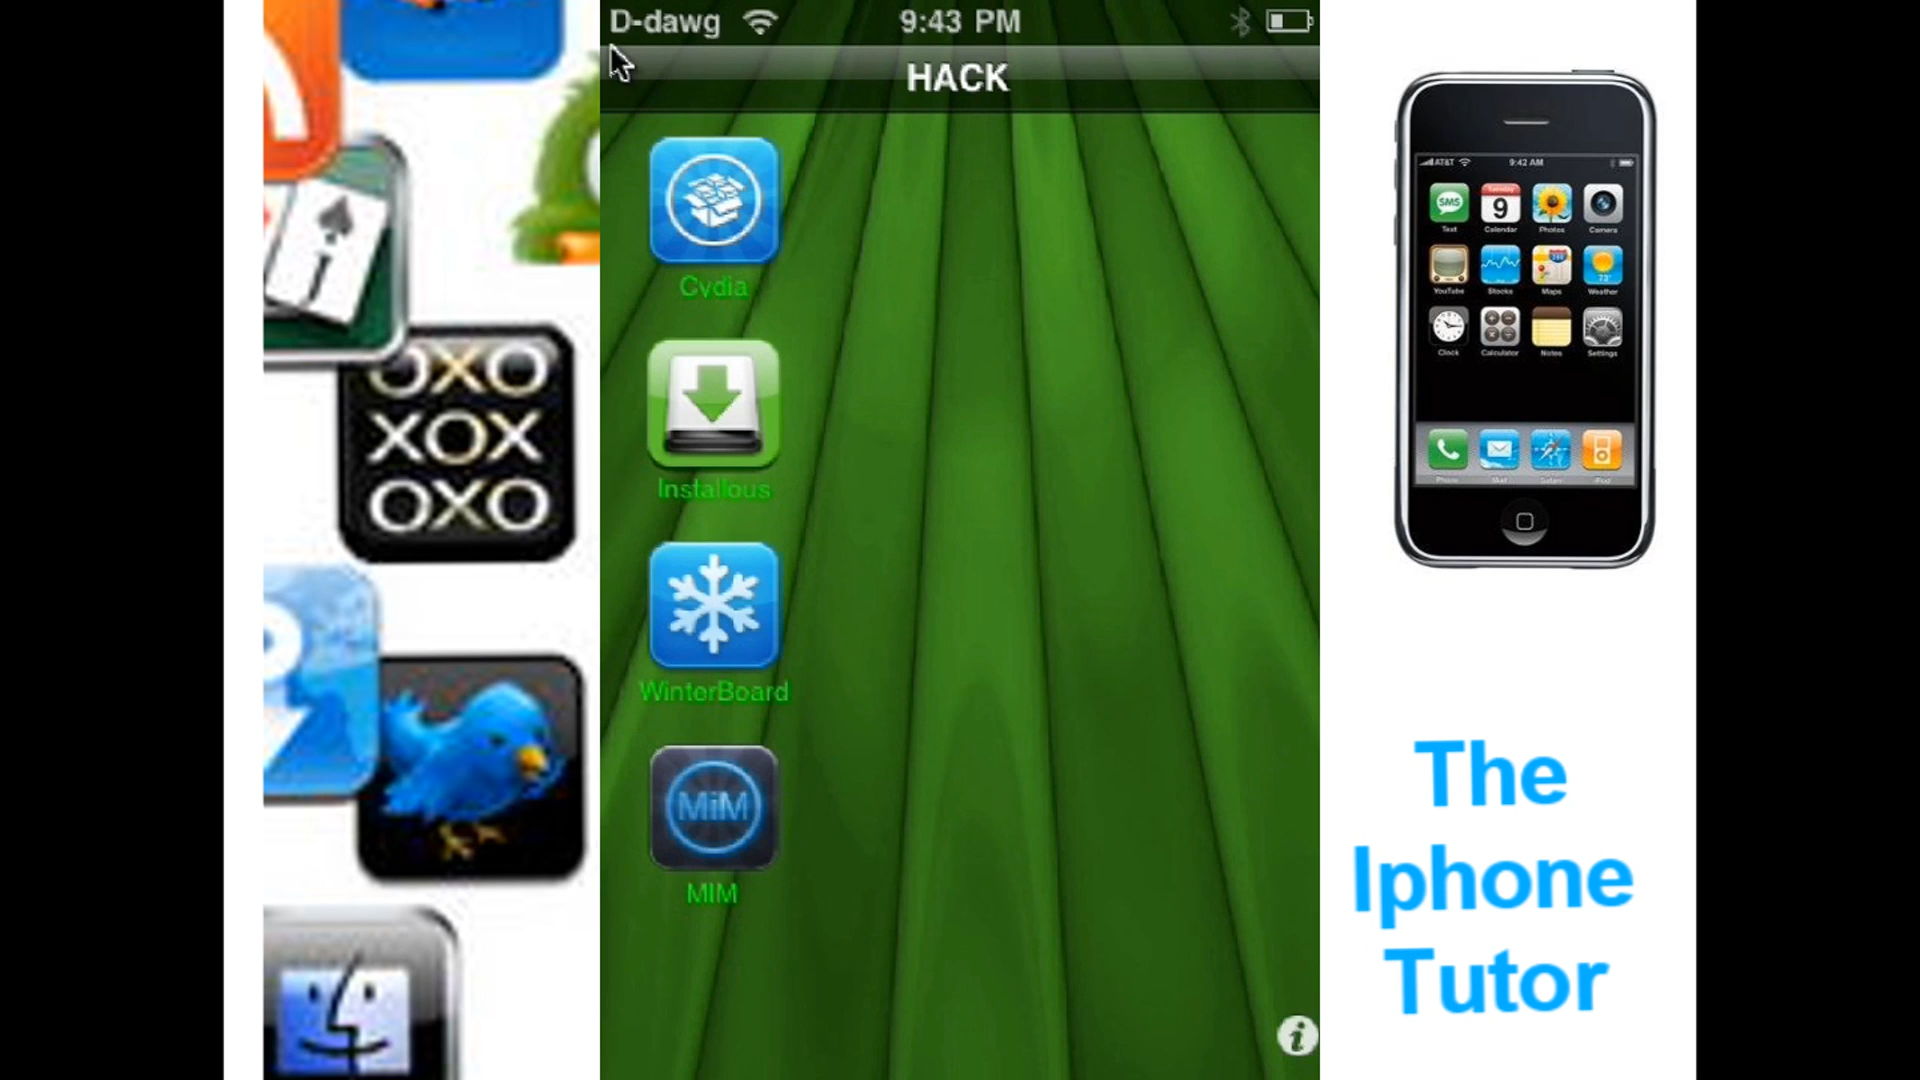 D-dawg 9:43 PM
HACK
Cydia
Installous
WinterBoard
MiM
MIM
OXO
XOX
OXO
J
AT&T 9:42 AM
SMS
Tuesday
9
Text Calendar Photos Camera
73°
YouTube Stocks Maps Weather
Clock Calculator Notes Settings
Phone Mail Safari iPod
The
Iphone
Tutor